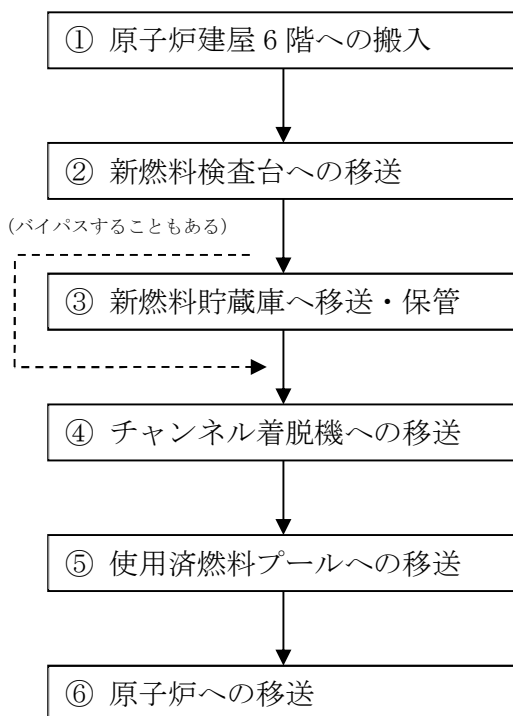 ① 原子炉建屋6階への搬入
② 新燃料検査台への移送
(バイパスすることもある)
③ 新燃料貯蔵庫へ移送・保管
④ チャンネル着脱機への移送
⑤ 使用済燃料プールへの移送
⑥ 原子炉への移送